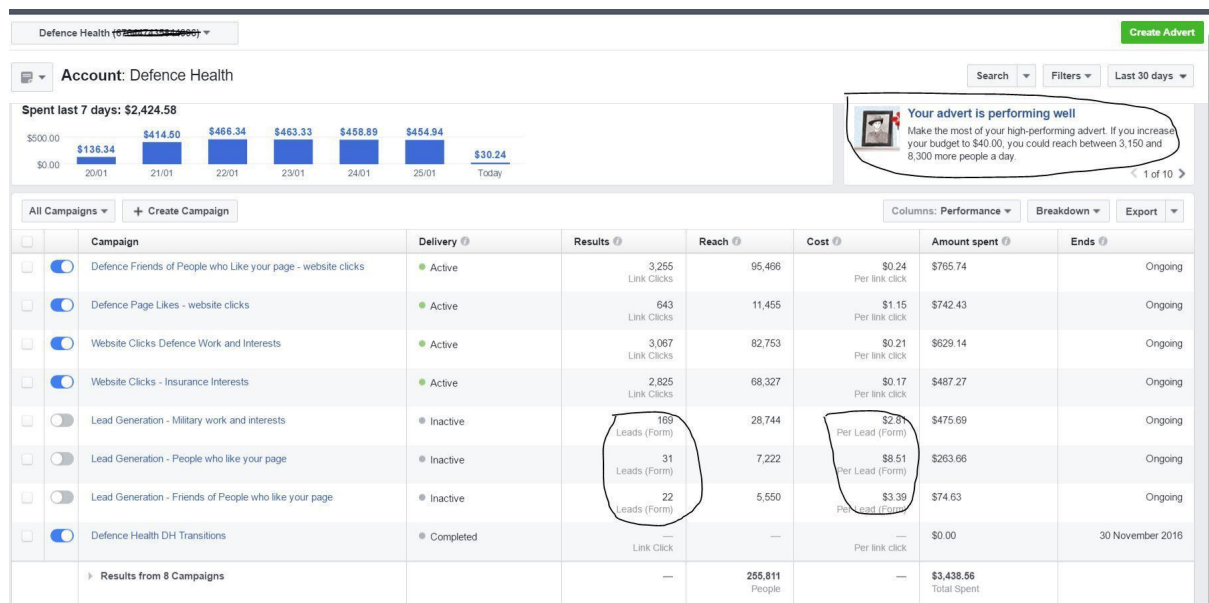 Defence Health
Create Advert
Account: Defence Health
Search
Filters
Last 30 days
Spent last 7 days: $2,424.58
$500.00
$0.00
$136.34
$414.50
$466.34
$463.33
$458.89
$454.94
$30.24
20/01
21/01
22/01
23/01
24/01
25/01
Today
Your advert is performing well
Make the most of your high-performing advert. If you increase
your budget to $40.00, you could reach between 3,150 and
8,300 more people a day.
1 of 10
All Campaigns
+ Create Campaign
Columns: Performance
Breakdown
Export
Campaign Delivery Results Reach Cost Amount spent Ends
Defence Friends of People who Like your page - website clicks Active 3,255 95,466 $0.24 $765.74 Ongoing
Link Clicks Per link click
Defence Page Likes - website clicks Active 643 11,455 $1.15 $742.43 Ongoing
Link Clicks Per link click
Website Clicks Defence Work and Interests Active 3,067 82,753 $0.21 $629.14 Ongoing
Link Clicks Per link click
Website Clicks - Insurance Interests Active 2,825 68,327 $0.17 $487.27 Ongoing
Link Clicks Per link click
Lead Generation - Military work and interests Inactive 169 28,744 $2.81 $475.69 Ongoing
Leads (Form) Per Lead (Form)
Lead Generation - People who like your page Inactive 31 7,222 $8.51 $263.66 Ongoing
Leads (Form) Per Lead (Form)
Lead Generation - Friends of People who like your page Inactive 22 5,550 $3.39 $74.63 Ongoing
Leads (Form) Per Lead (Form)
Defence Health DH Transitions Completed — — — $0.00 30 November 2016
Link Click Per link click
Results from 8 Campaigns — 255,811 — $3,438.56
People Total Spent